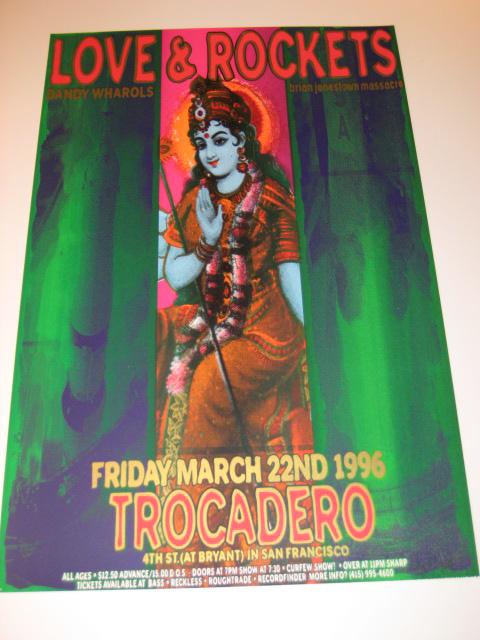 LOVE & ROCKETS
DANDY WHAROLS
brian jonestown massacre
FRIDAY MARCH 22ND 1996
TROCADERO
4TH ST.(AT BRYANT) IN SAN FRANCISCO
ALL AGES • $12.50 ADVANCE/15.00 D.O.S. DOORS AT 7PM SHOW AT 7:30 • CURFEW SHOW! • OVER AT 11PM SHARP
TICKETS AVAILABLE AT BASS • RECKLESS • ROUGHTRADE • RECORDFINDER MORE INFO? (415) 995-4600